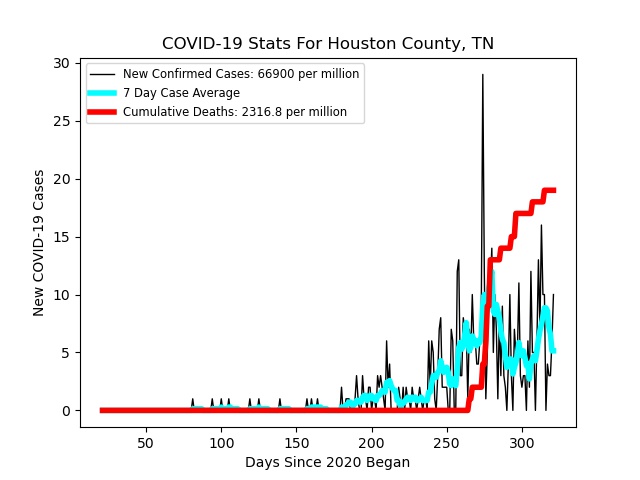 COVID-19 Stats For Houston County, TN
New Confirmed Cases: 66900 per million
7 Day Case Average
Cumulative Deaths: 2316.8 per million
New COVID-19 Cases
30
25
20
15
10
5
0
50 100 150 200 250 300
Days Since 2020 Began